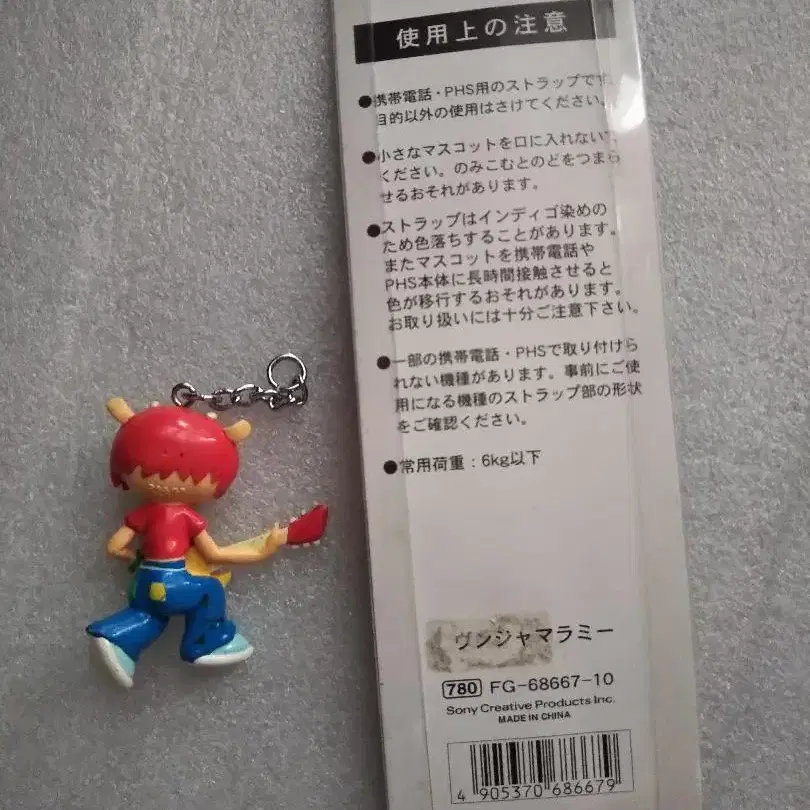 使用上の注意
●携帯電話・PHS用のストラップです。
目的以外の使用はさけてください。
●小さなマスコットを口に入れないで
ください。のみこむとのどをつまら
せるおそれがあります。
●ストラップはインディゴ染めの
ため色落ちすることがあります。
またマスコットを携帯電話や
PHS本体に長時間接触させると
色が移行するおそれがあります。
お取り扱いには十分ご注意下さい。
●一部の携帯電話・PHSで取り付けら
れない機種があります。事前にご使
用になる機種のストラップ部の形状
をご確認ください。
●常用荷重：6kg以下
ウンジャマラミー
780 FG-68667-10
Sony Creative Products Inc.
MADE IN CHINA
4 905370 686679